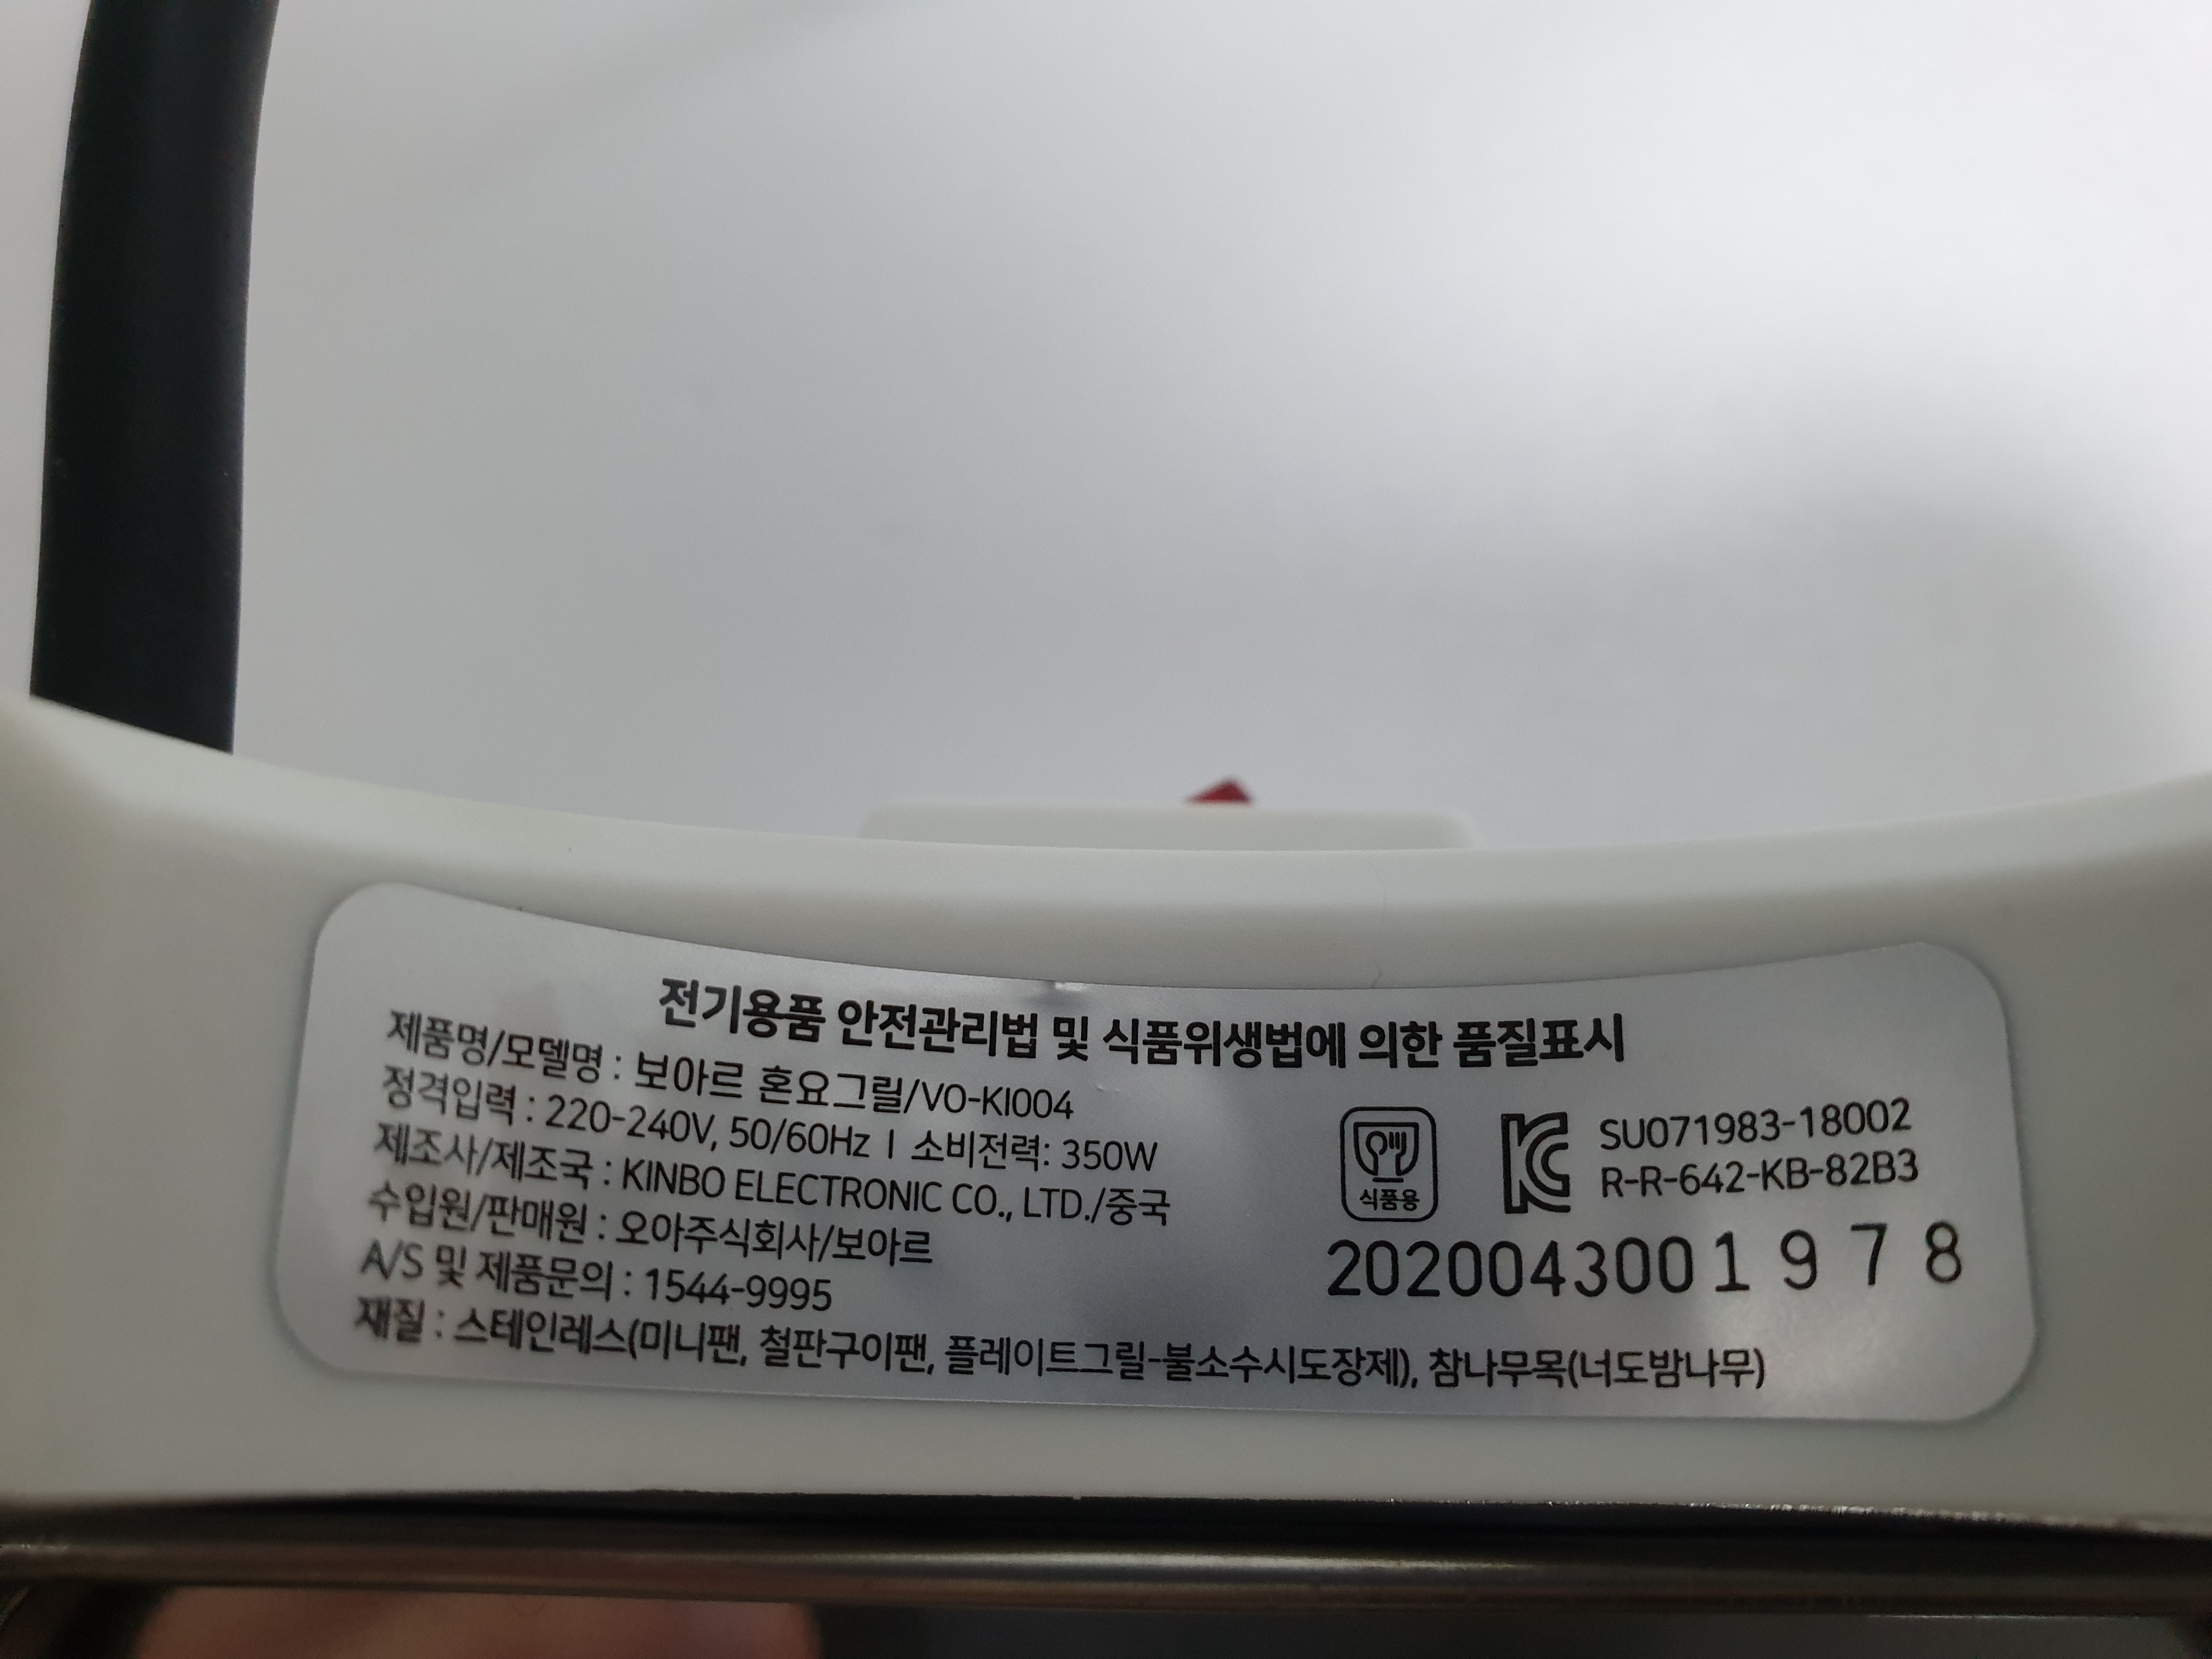 전기용품 안전관리법 및 식품위생법에 의한 품질표시
제품명/모델명 : 보아르 혼요그릴/VO-KI004
정격입력 : 220-240V, 50/60Hz I 소비전력: 350W
제조사/제조국 : KINBO ELECTRONIC CO., LTD./중국
수입원/판매원 : 오아주식회사/보아르
A/S 및 제품문의 : 1544-9995
재질 : 스테인레스(미니팬, 철판구이팬, 플레이트그릴-불소수시도장제), 참나무목(너도밤나무)
식품용
SU071983-18002
R-R-642-KB-82B3
2020043001978